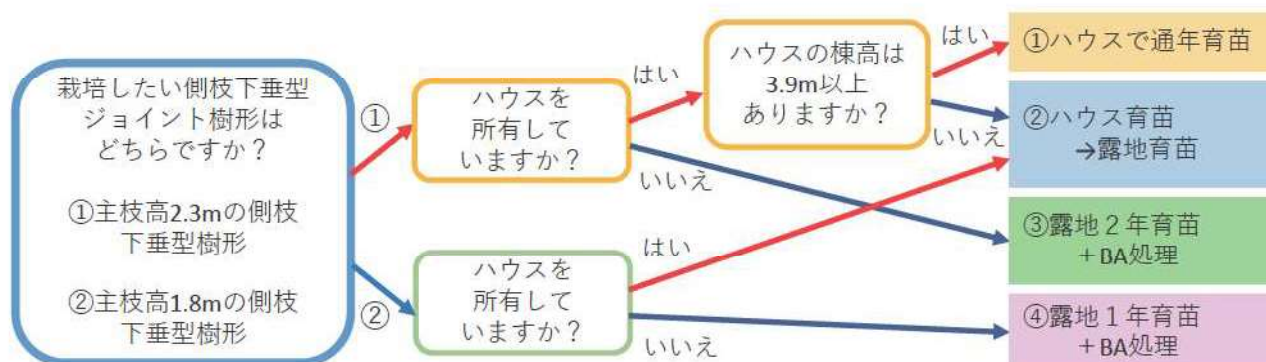 栽培したい側枝下垂型
ジョイント樹形は
どちらですか？
①主枝高2.3mの側枝
下垂型樹形
②主枝高1.8mの側枝
下垂型樹形
①
ハウスを
所有して
いますか？
はい
いいえ
ハウスの棟高は
3.9m以上
ありますか？
はい
いいえ
②
ハウスを
所有して
いますか？
はい
いいえ
①ハウスで通年育苗
②ハウス育苗
→露地育苗
③露地２年育苗
＋BA処理
④露地１年育苗
＋BA処理